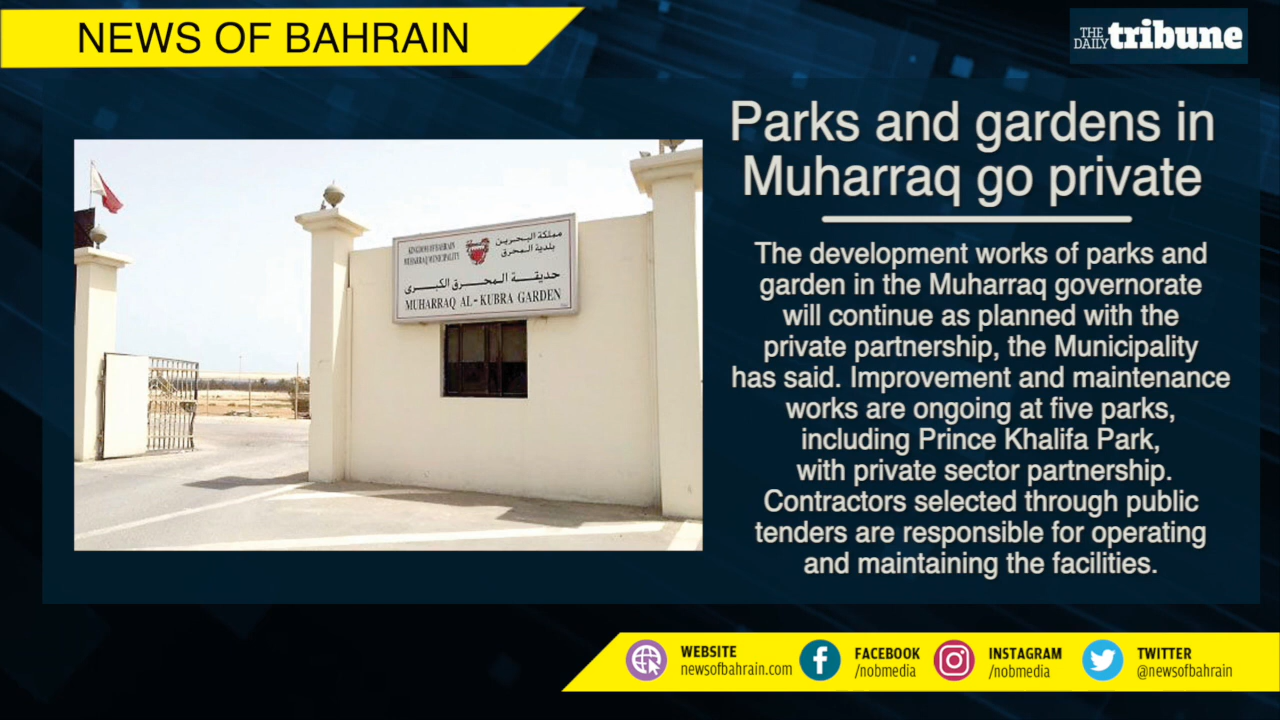 NEWS OF BAHRAIN
THE DAILY tribune
Parks and gardens in
Muharraq go private
KINGDOM OF BAHRAIN
MUHARRAQ MUNICIPALITY
مملكة البحرين
بلدية المحرق
حديقة المحرق الكبرى
MUHARRAQ AL-KUBRA GARDEN
The development works of parks and
garden in the Muharraq governorate
will continue as planned with the
private partnership, the Municipality
has said. Improvement and maintenance
works are ongoing at five parks,
including Prince Khalifa Park,
with private sector partnership.
Contractors selected through public
tenders are responsible for operating
and maintaining the facilities.
WEBSITE
newsofbahrain.com
FACEBOOK
/nobmedia
INSTAGRAM
/nobmedia
TWITTER
@newsofbahrain